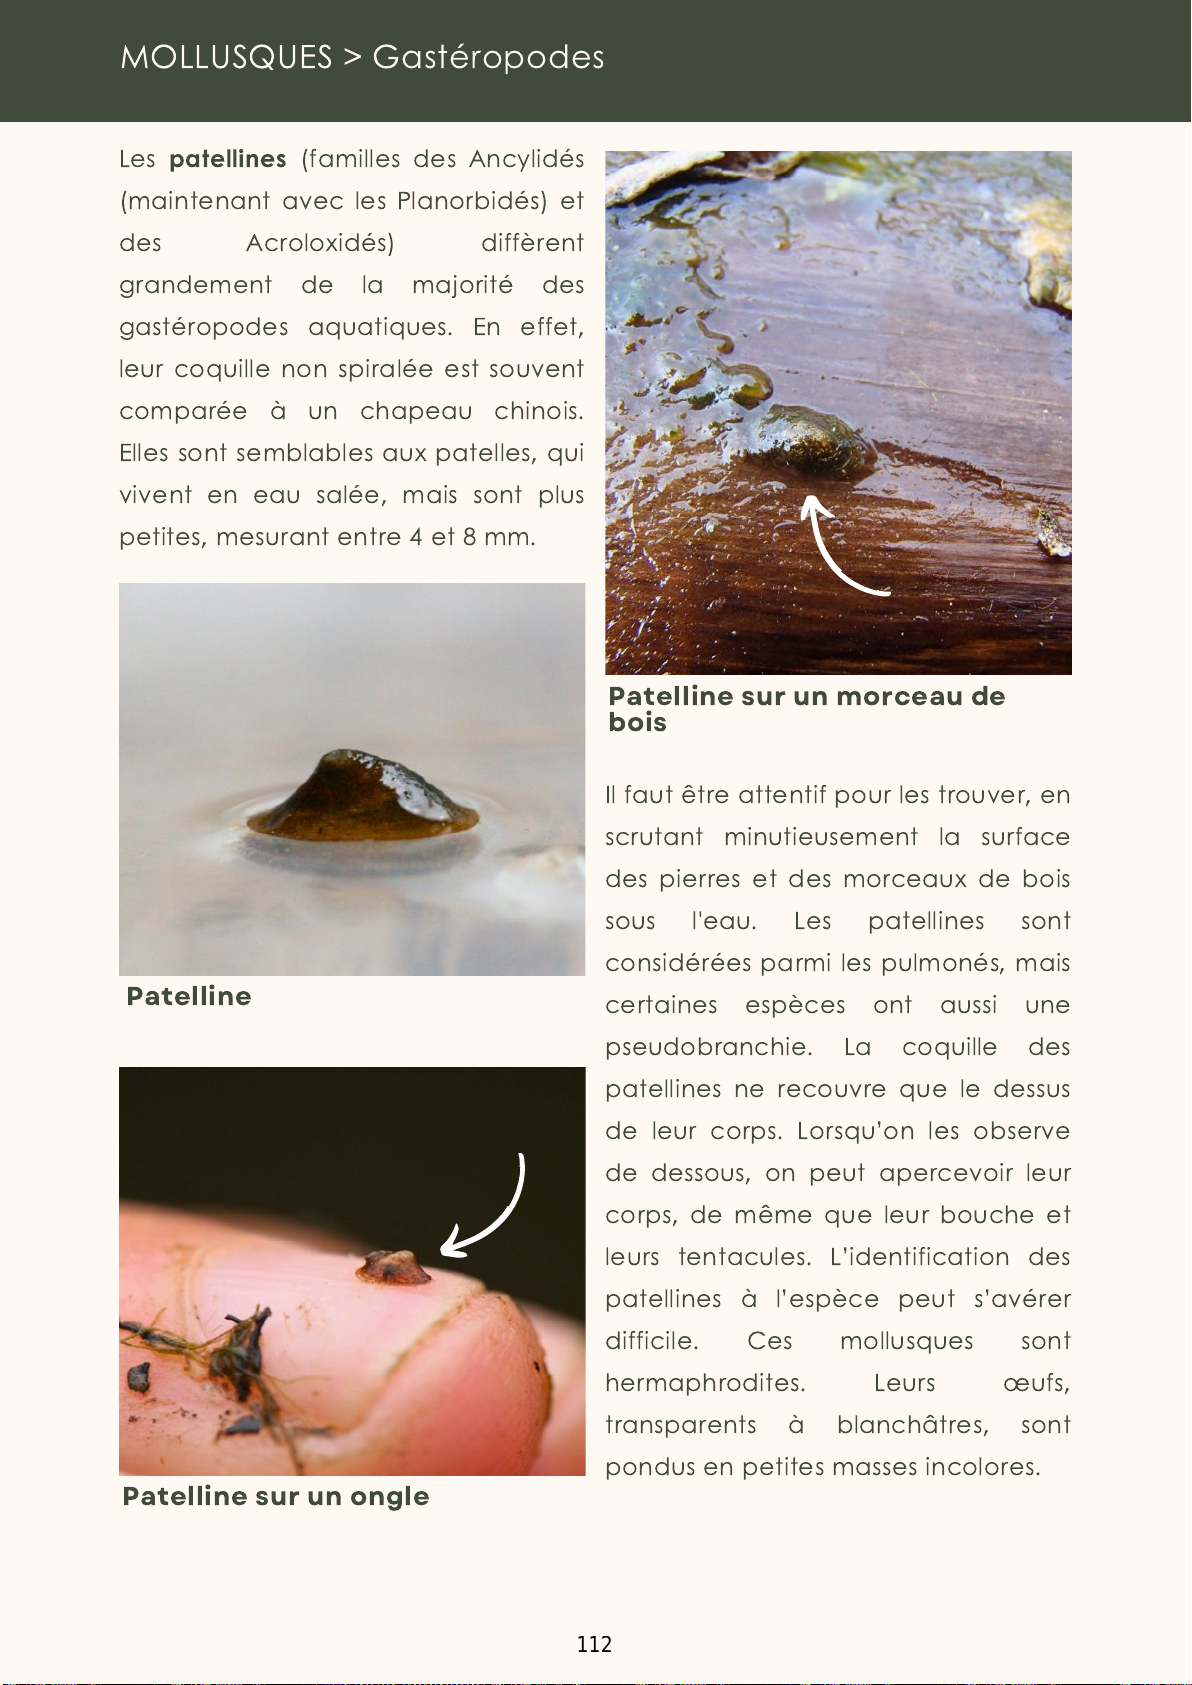 MOLLUSQUES > Gastéropodes
Les patellines (familles des Ancylidés
(maintenant avec les Planorbidés) et
des Acroloxidés) diffèrent
grandement de la majorité des
gastéropodes aquatiques. En effet,
leur coquille non spiralée est souvent
comparée à un chapeau chinois.
Elles sont semblables aux patelles, qui
vivent en eau salée, mais sont plus
petites, mesurant entre 4 et 8 mm.
Patelline
Patelline sur un ongle
Patelline sur un morceau de
bois
Il faut être attentif pour les trouver, en
scrutant minutieusement la surface
des pierres et des morceaux de bois
sous l'eau. Les patellines sont
considérées parmi les pulmonés, mais
certaines espèces ont aussi une
pseudobranchie. La coquille des
patellines ne recouvre que le dessus
de leur corps. Lorsqu’on les observe
de dessous, on peut apercevoir leur
corps, de même que leur bouche et
leurs tentacules. L’identification des
patellines à l’espèce peut s’avérer
difficile. Ces mollusques sont
hermaphrodites. Leurs œufs,
transparents à blanchâtres, sont
pondus en petites masses incolores.
112